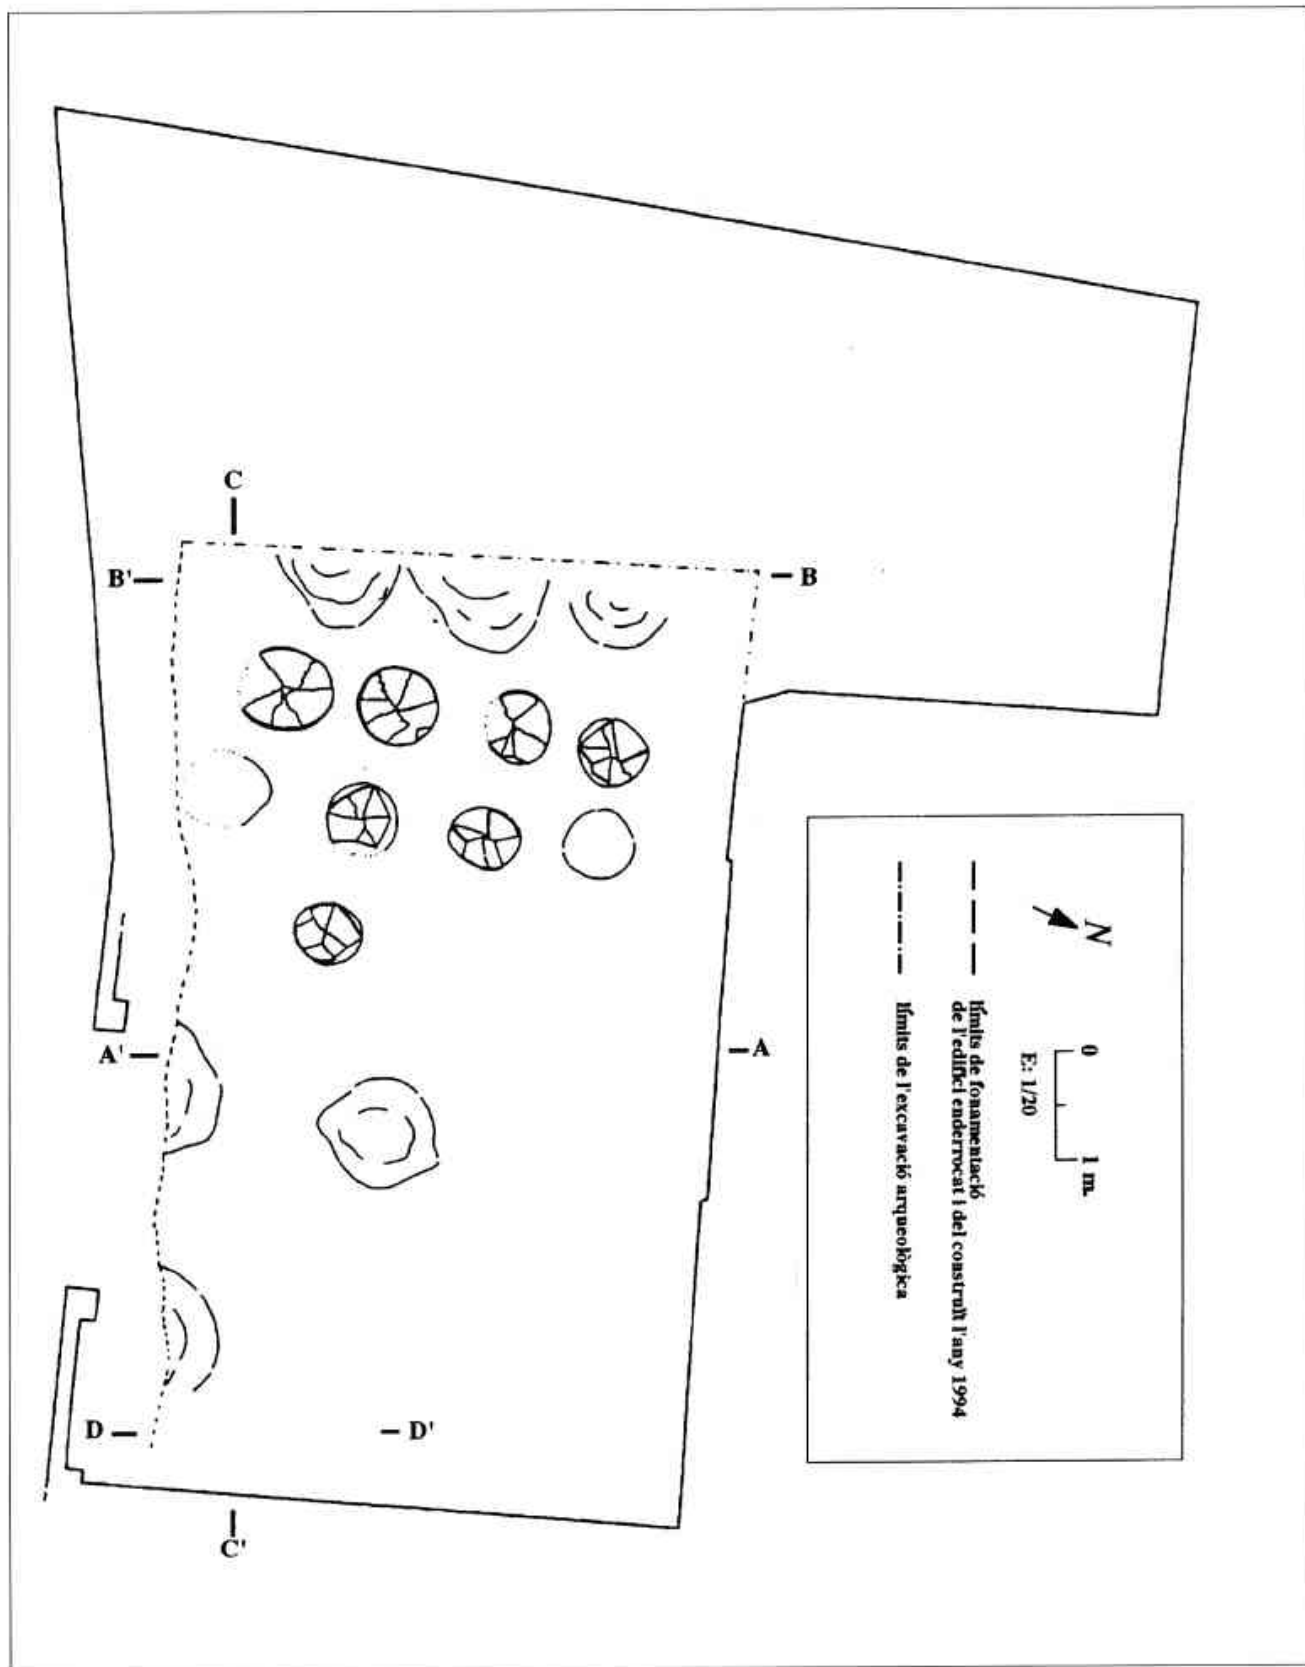 C
B'
B
A'
A
D
D'
C'
N
0 1 m.
E: 1/20
límits de fonamentació
de l'edifici enderrocat i del construït l'any 1994
límits de l'excavació arqueològica